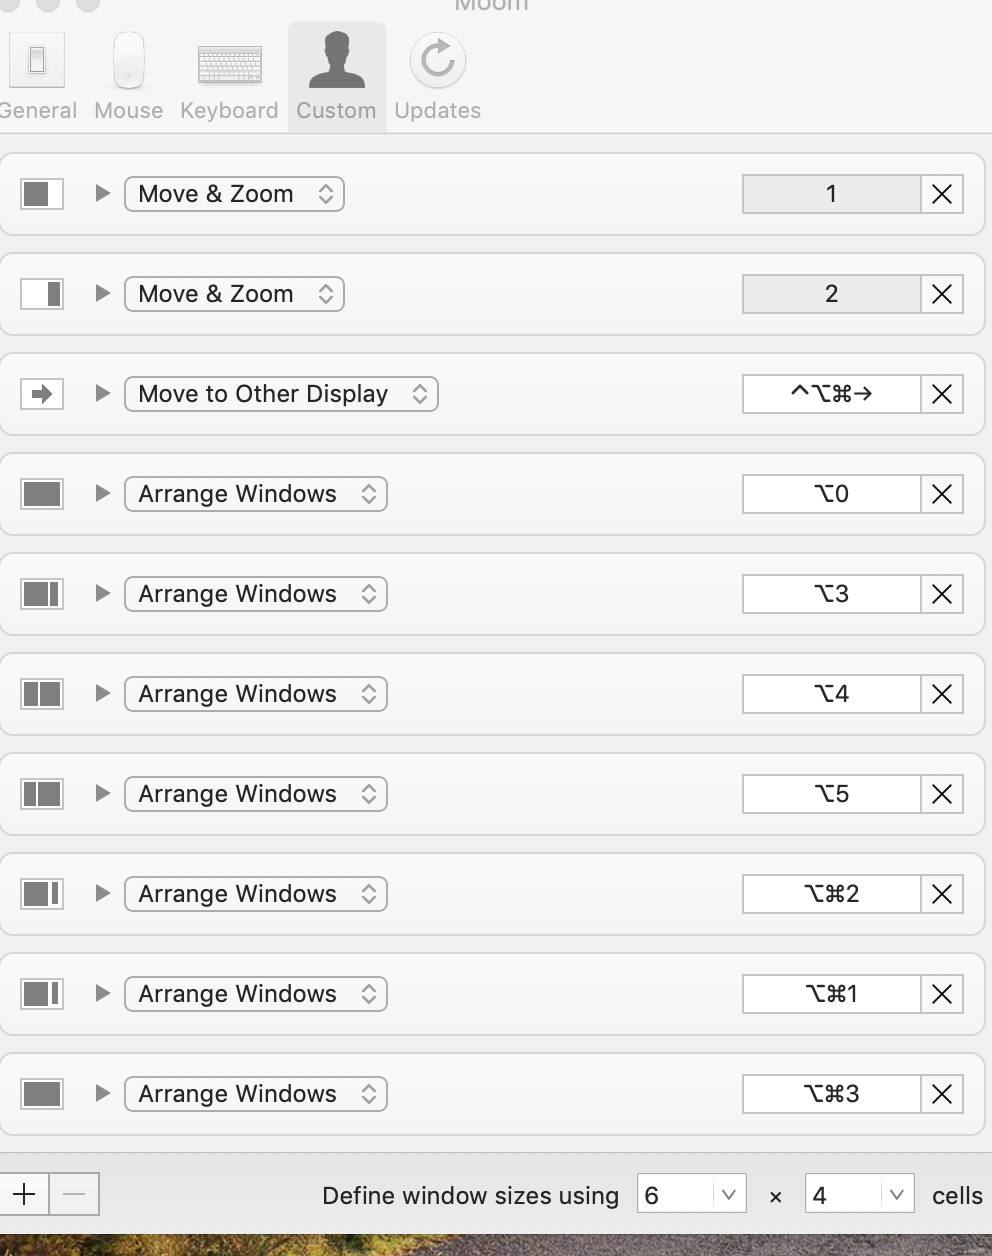 Moom
General Mouse Keyboard Custom Updates
Move & Zoom 1
Move & Zoom 2
Move to Other Display ^⌥⌘→
Arrange Windows ⌥0
Arrange Windows ⌥3
Arrange Windows ⌥4
Arrange Windows ⌥5
Arrange Windows ⌥⌘2
Arrange Windows ⌥⌘1
Arrange Windows ⌥⌘3
Define window sizes using 6 × 4 cells